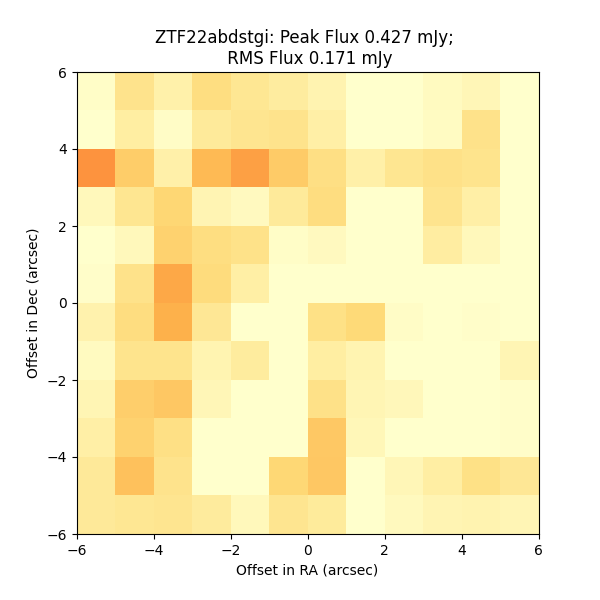 ZTF22abdstgi: Peak Flux 0.427 mJy;
RMS Flux 0.171 mJy
6
4
2
0
−2
−4
−6
Offset in Dec (arcsec)
−6 −4 −2 0 2 4 6
Offset in RA (arcsec)